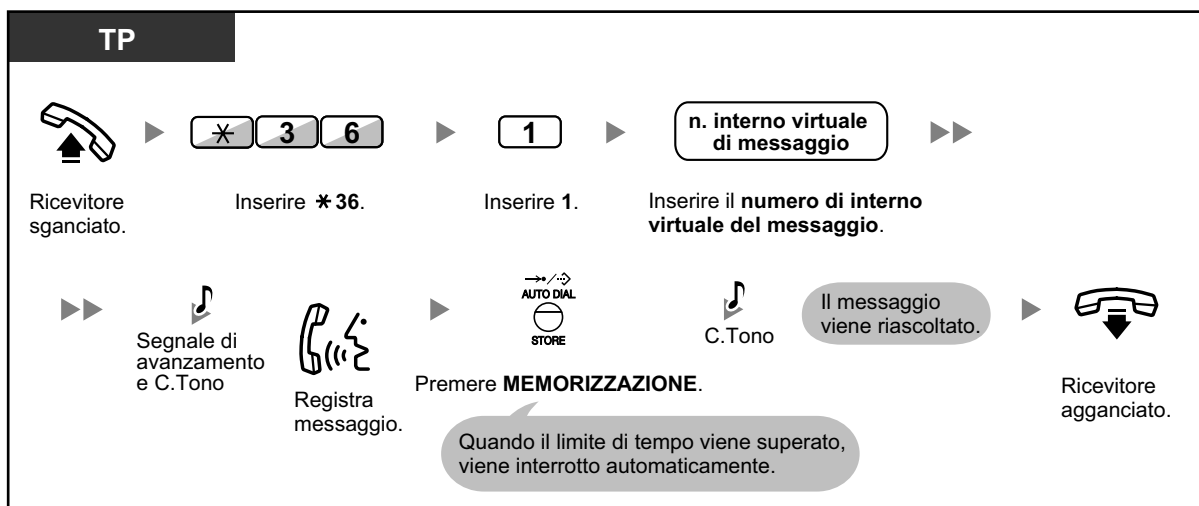 TP
* 3 6
1
n. interno virtuale
di messaggio
Ricevitore
sganciato.
Inserire * 36.
Inserire 1.
Inserire il numero di interno
virtuale del messaggio.
Segnale di
avanzamento
e C.Tono
Registra
messaggio.
AUTO DIAL
STORE
Premere MEMORIZZAZIONE.
Quando il limite di tempo viene superato,
viene interrotto automaticamente.
C.Tono
Il messaggio
viene riascoltato.
Ricevitore
agganciato.